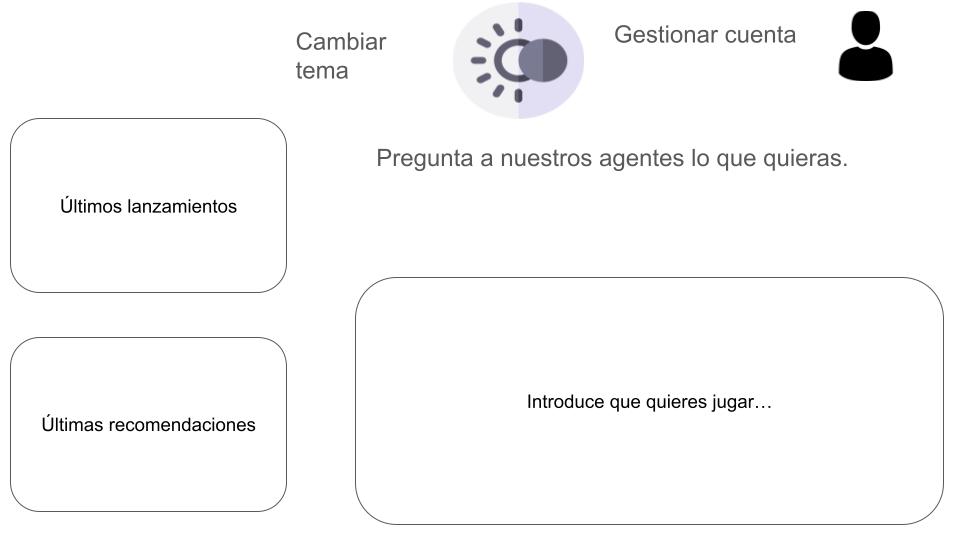 Cambiar
tema
Gestionar cuenta
Pregunta a nuestros agentes lo que quieras.
Últimos lanzamientos
Últimas recomendaciones
Introduce que quieres jugar…